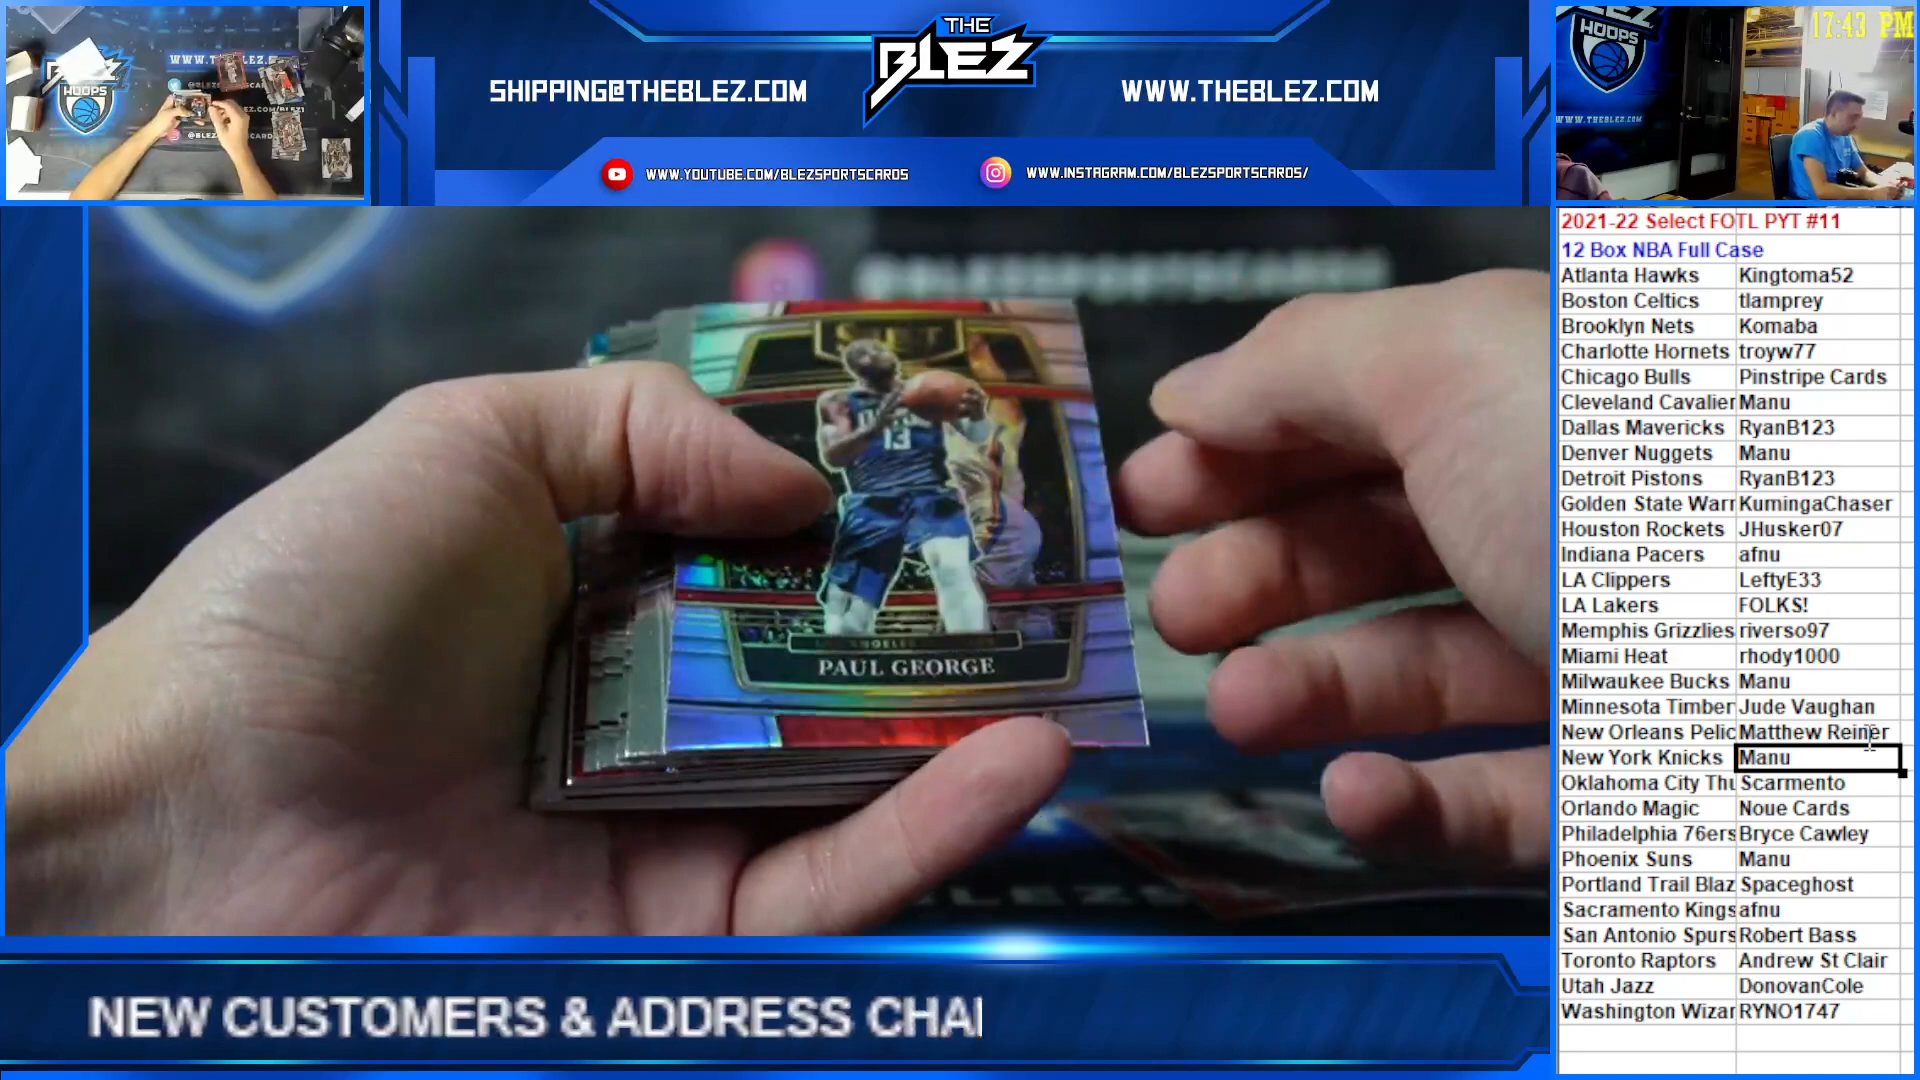 HOOPS
WWW.T
THE
BLEZ
SHIPPING@THEBLEZ.COM
WWW.THEBLEZ.COM
WWW.YOUTUBE.COM/BLEZSPORTSCARDS
WWW.INSTAGRAM.COM/BLEZSPORTSCARDS/
HOOPS
WWW.THEBLEZ.COM
17:43 PM
13
PAUL GEORGE
2021-22 Select FOTL PYT #11
12 Box NBA Full Case
Atlanta Hawks Kingtoma52
Boston Celtics tlamprey
Brooklyn Nets Komaba
Charlotte Hornets troyw77
Chicago Bulls Pinstripe Cards
Cleveland Cavalier Manu
Dallas Mavericks RyanB123
Denver Nuggets Manu
Detroit Pistons RyanB123
Golden State Warr KumingaChaser
Houston Rockets JHusker07
Indiana Pacers afnu
LA Clippers LeftyE33
LA Lakers FOLKS!
Memphis Grizzlies riverso97
Miami Heat rhody1000
Milwaukee Bucks Manu
Minnesota Timber Jude Vaughan
New Orleans Pelic Matthew Reiner
New York Knicks Manu
Oklahoma City Thu Scarmento
Orlando Magic Noue Cards
Philadelphia 76ers Bryce Cawley
Phoenix Suns Manu
Portland Trail Blaz Spaceghost
Sacramento Kings afnu
San Antonio Spurs Robert Bass
Toronto Raptors Andrew St Clair
Utah Jazz DonovanCole
Washington Wizar RYNO1747
NEW CUSTOMERS & ADDRESS CHA